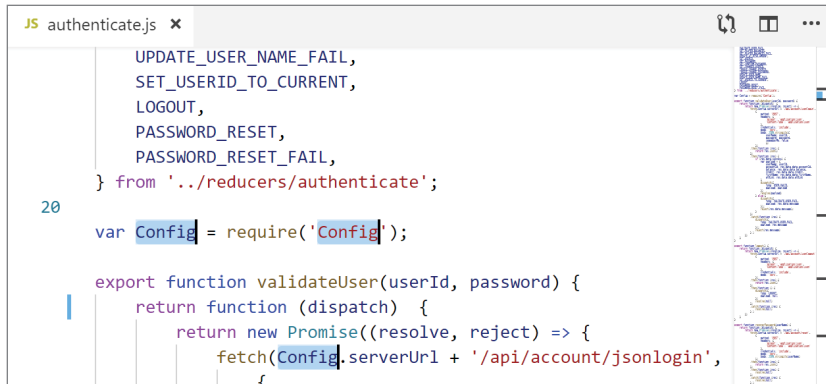 JS authenticate.js ×
UPDATE_USER_NAME_FAIL,
SET_USERID_TO_CURRENT,
LOGOUT,
PASSWORD_RESET,
PASSWORD_RESET_FAIL,
} from '../reducers/authenticate';
20
var Config = require('Config');
export function validateUser(userId, password) {
return function (dispatch)  {
return new Promise((resolve, reject) => {
fetch(Config.serverUrl + '/api/account/jsonlogin',
{